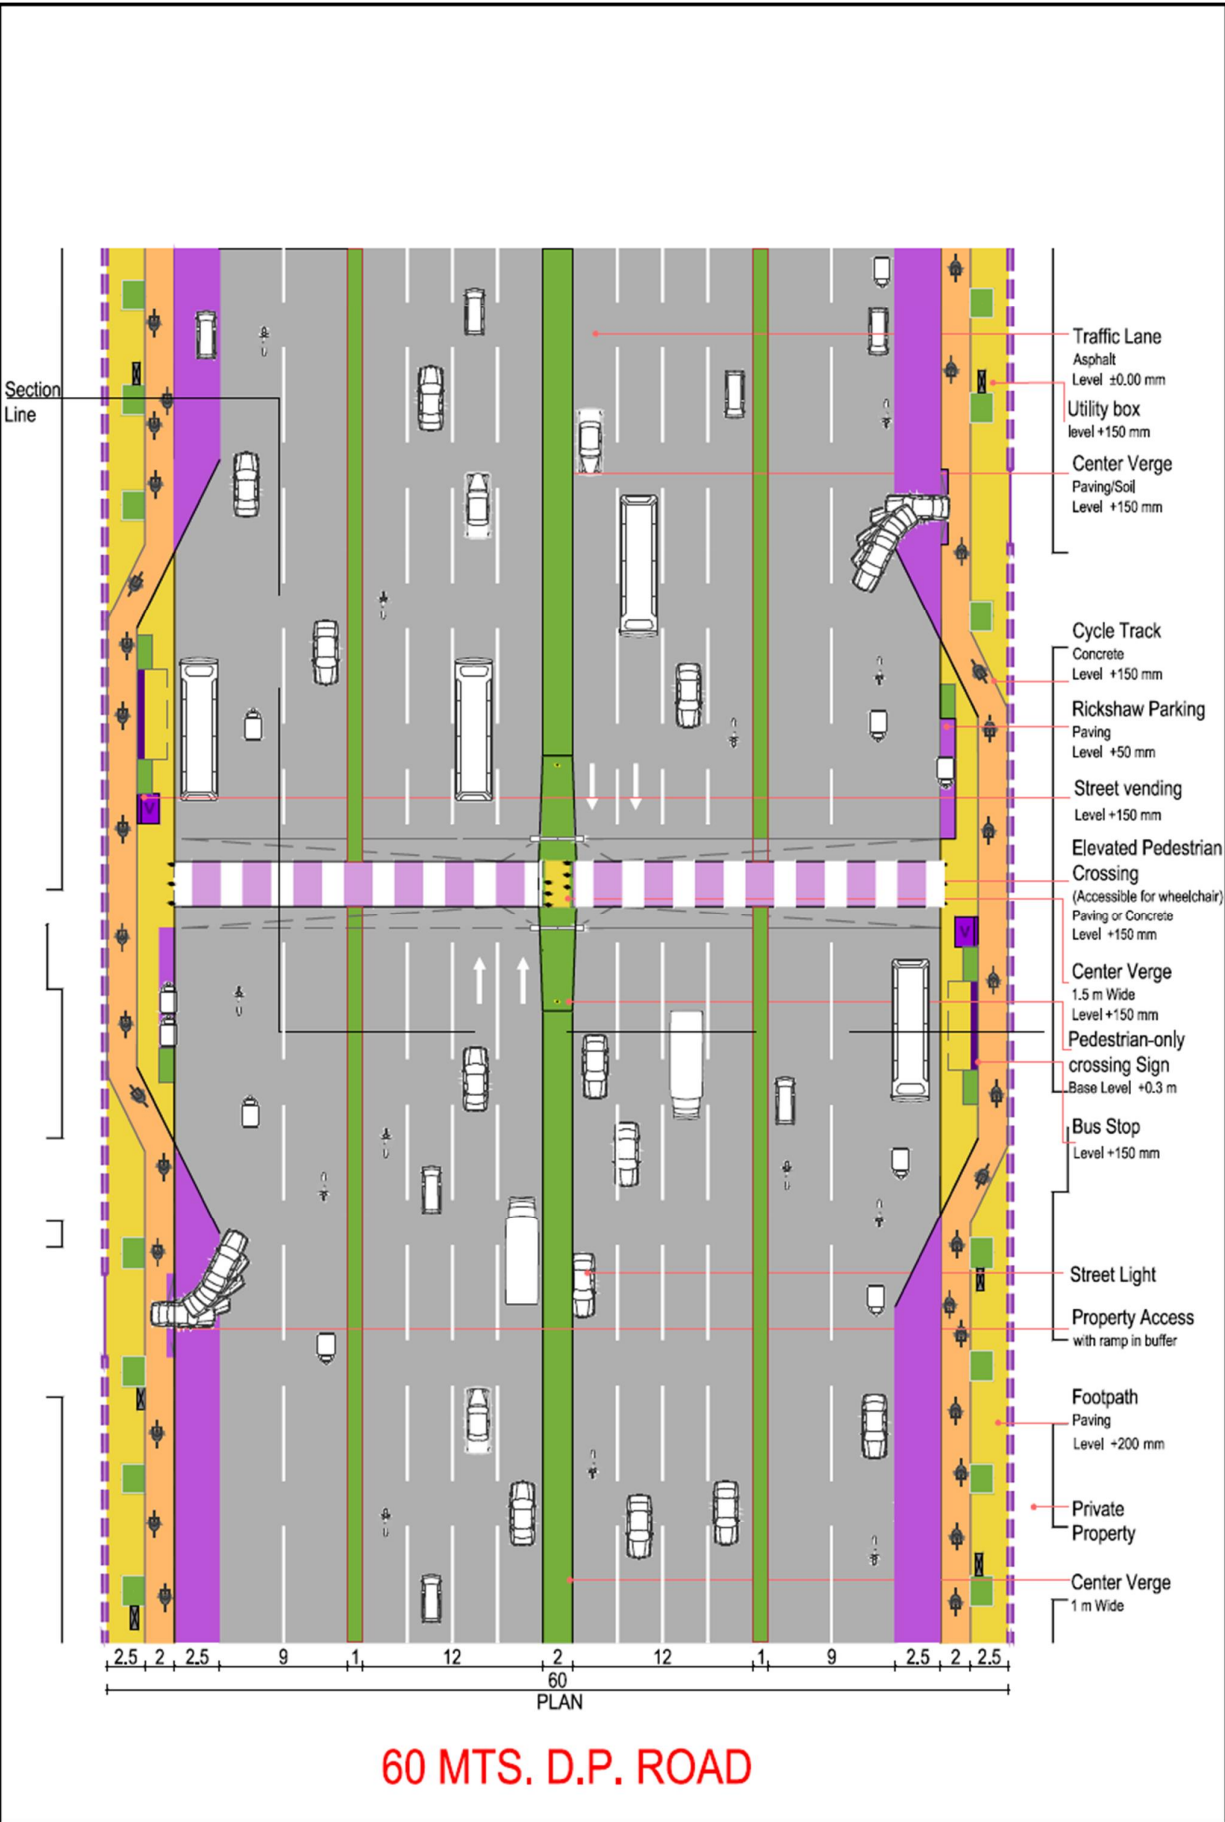 Section
Line
Traffic Lane
Asphalt
Level ±0.00 mm
Utility box
level +150 mm
Center Verge
Paving/Soil
Level +150 mm
Cycle Track
Concrete
Level +150 mm
Rickshaw Parking
Paving
Level +50 mm
Street vending
Level +150 mm
Elevated Pedestrian
Crossing
(Accessible for wheelchair)
Paving or Concrete
Level +150 mm
Center Verge
1.5 m Wide
Level +150 mm
Pedestrian-only
crossing Sign
Base Level +0.3 m
Bus Stop
Level +150 mm
Street Light
Property Access
with ramp in buffer
Footpath
Paving
Level +200 mm
Private
Property
Center Verge
1 m Wide
V
V
2.5 2 2.5 9 1 12 2 12 1 9 2.5 2 2.5
60
PLAN
60 MTS. D.P. ROAD